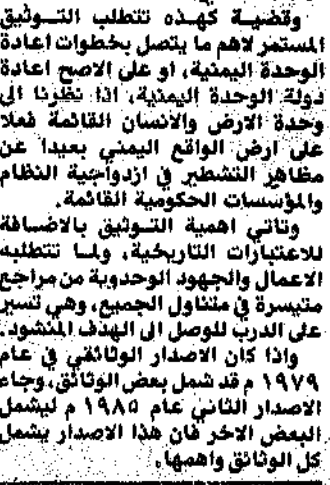 وقضية كهذه تتطلب التوثيق
المستمر لاهم ما يتصل بخطوات اعادة
الوحدة اليمنية، او على الاصح اعادة
دولة الوحدة اليمنية، اذا نظرنا الى
وحدة الارض والانسان القائمة فعلا
على ارض الواقع اليمني بعيدا عن
مظاهر التشطير في ازدواجية النظام
والمؤسسات الحكومية القائمة.
وتاتي اهمية التوثيق بالاضافة
للاعتبارات التاريخية، ولما تتطلبه
الاعمال والجهود الوحدوية من مراجع
متيسرة في متناول الجميع، وهي تسير
على الدرب للوصل الى الهدف المنشود.
واذا كان الاصدار الوثائقي في عام
١٩٧٩ م قد شمل بعض الوثائق، وجاء
الاصدار الثاني عام ١٩٨٥ م ليشمل
البعض الاخر فان هذا الاصدار يشمل
كل الوثائق واهمها.